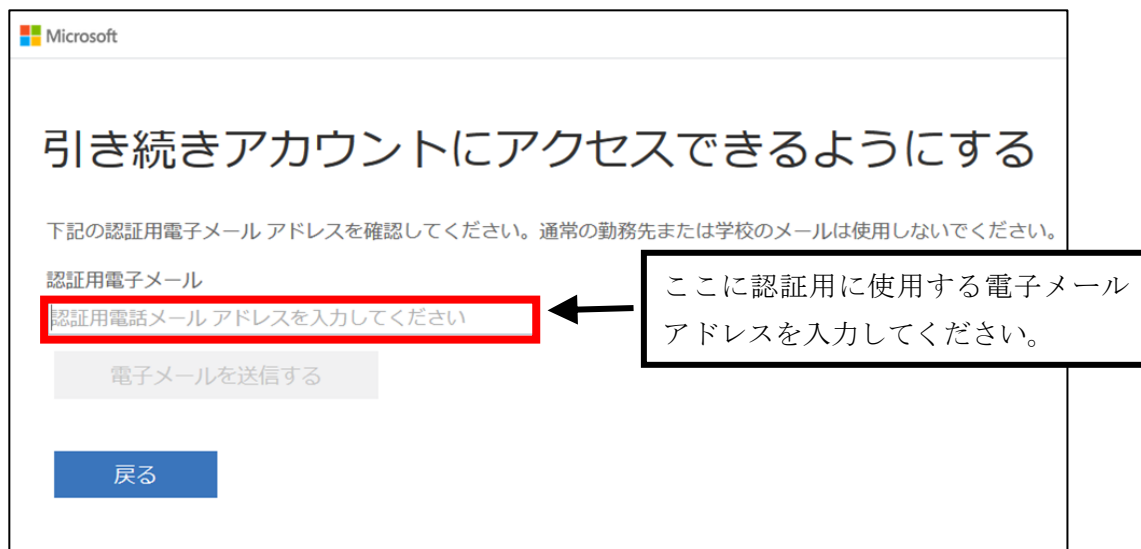 Microsoft
引き続きアカウントにアクセスできるようにする
下記の認証用電子メール アドレスを確認してください。通常の勤務先または学校のメールは使用しないでください。
認証用電子メール
認証用電話メール アドレスを入力してください
ここに認証用に使用する電子メール
アドレスを入力してください。
電子メールを送信する
戻る